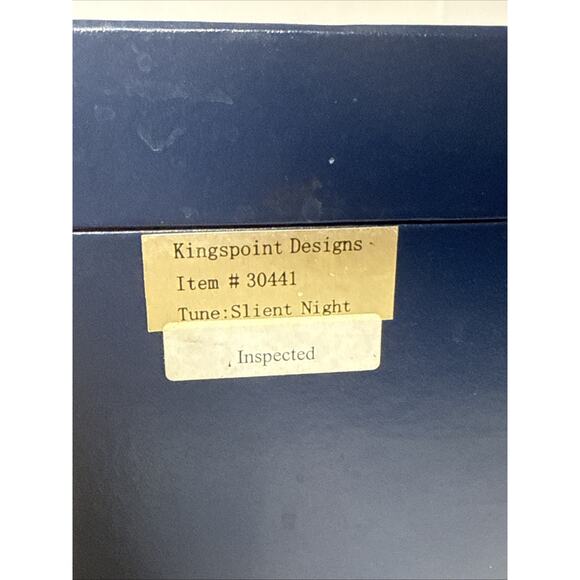 Kingspoint Designs
Item # 30441
Tune:Slient Night
Inspected